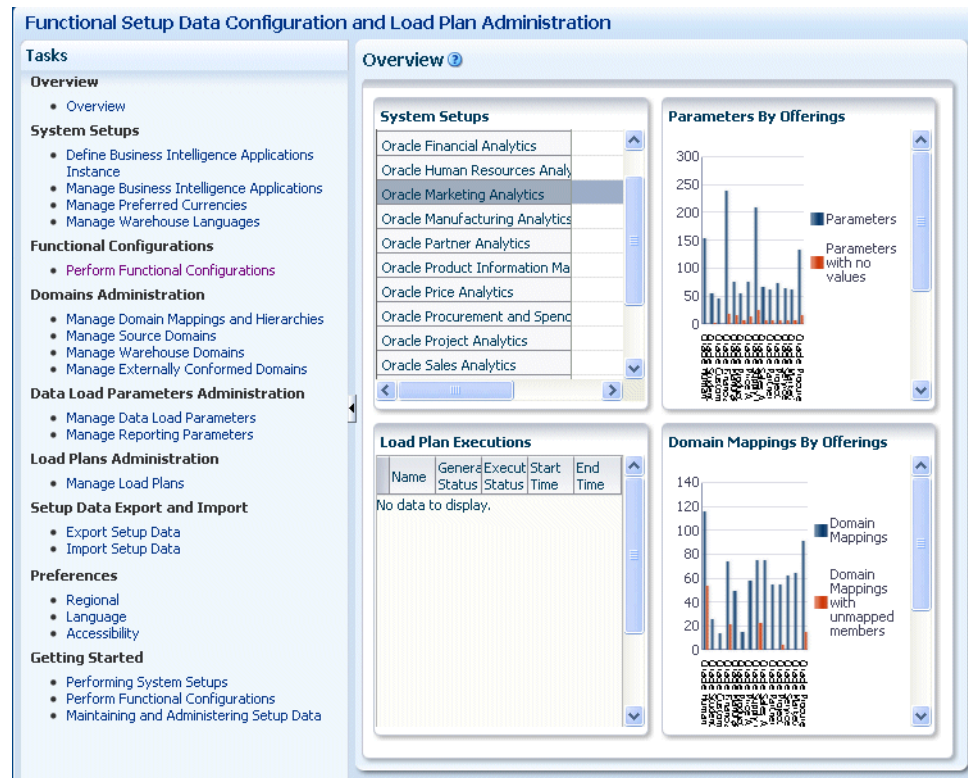 Functional Setup Data Configuration and Load Plan Administration
Tasks
Overview
Overview
System Setups
Define Business Intelligence Applications
Instance
Manage Business Intelligence Applications
Manage Preferred Currencies
Manage Warehouse Languages
Functional Configurations
Perform Functional Configurations
Domains Administration
Manage Domain Mappings and Hierarchies
Manage Source Domains
Manage Warehouse Domains
Manage Externally Conformed Domains
Data Load Parameters Administration
Manage Data Load Parameters
Manage Reporting Parameters
Load Plans Administration
Manage Load Plans
Setup Data Export and Import
Export Setup Data
Import Setup Data
Preferences
Regional
Language
Accessibility
Getting Started
Performing System Setups
Perform Functional Configurations
Maintaining and Administering Setup Data
Overview
System Setups
Oracle Financial Analytics
Oracle Human Resources Analy
Oracle Marketing Analytics
Oracle Manufacturing Analytics
Oracle Partner Analytics
Oracle Product Information Ma
Oracle Price Analytics
Oracle Procurement and Spend
Oracle Project Analytics
Oracle Sales Analytics
Parameters By Offerings
300
250
200
150
100
50
0
Parameters
Parameters
with no
values
Load Plan Executions
Name
Genera
Status
Execut
Status
Start
Time
End
Time
No data to display.
Domain Mappings By Offerings
140
120
100
80
60
40
20
0
Domain
Mappings
Domain
Mappings
with
unmapped
members